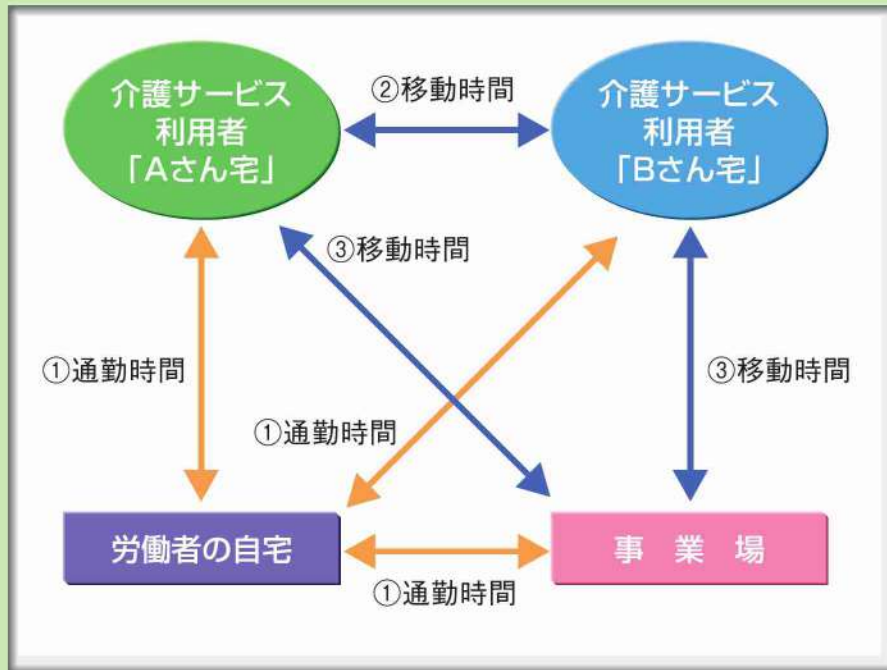 介護サービス
利用者
「Aさん宅」
②移動時間
介護サービス
利用者
「Bさん宅」
③移動時間
①通勤時間
③移動時間
①通勤時間
労働者の自宅
事業場
①通勤時間